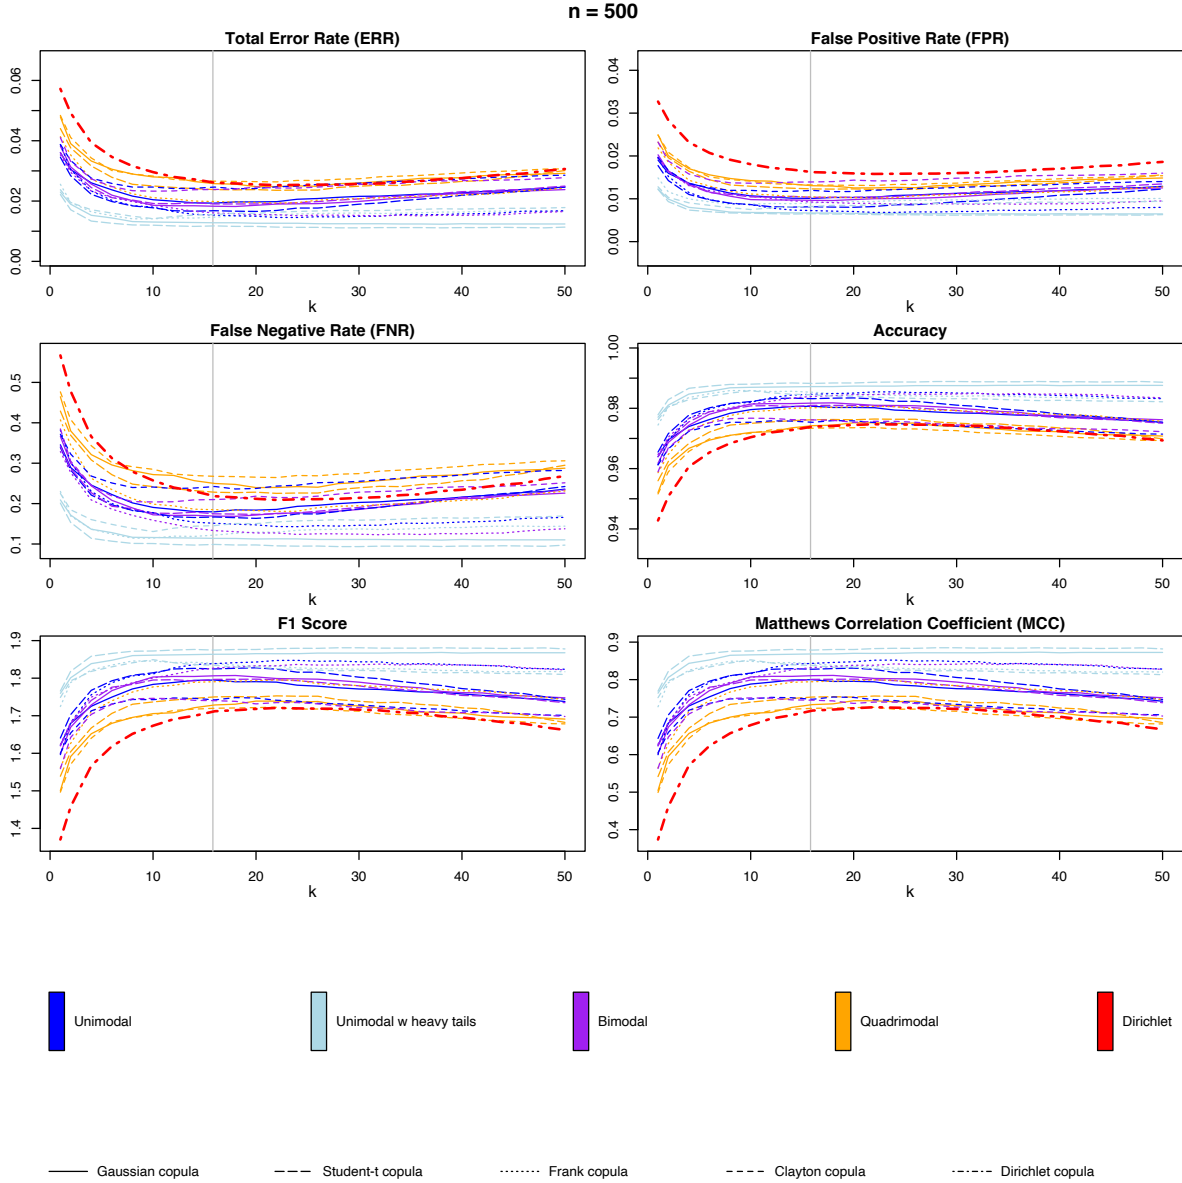 n = 500
Total Error Rate (ERR)
0.00 0.02 0.04 0.06
0 10 20 30 40 50
k
False Positive Rate (FPR)
0.00 0.01 0.02 0.03 0.04
0 10 20 30 40 50
k
False Negative Rate (FNR)
0.1 0.2 0.3 0.4 0.5
0 10 20 30 40 50
k
Accuracy
0.94 0.96 0.98 1.00
0 10 20 30 40 50
k
F1 Score
1.4 1.5 1.6 1.7 1.8 1.9
0 10 20 30 40 50
k
Matthews Correlation Coefficient (MCC)
0.4 0.5 0.6 0.7 0.8 0.9
0 10 20 30 40 50
k
Unimodal
Unimodal w heavy tails
Bimodal
Quadrimodal
Dirichlet
Gaussian copula
Student-t copula
Frank copula
Clayton copula
Dirichlet copula